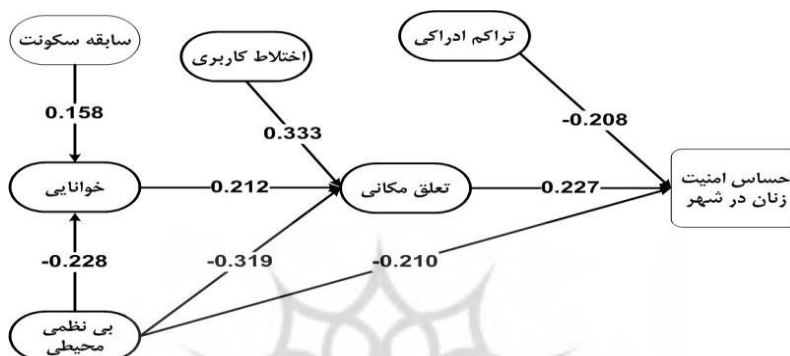 سابقه سکونت
اختلاط کاربری
تراکم ادراکی
0.158
0.333
-0.208
خوانایی
0.212
تعلق مکانی
0.227
حساس امنیت
زنان در شهر
-0.228
-0.319
-0.210
بی نظمی
محیطی